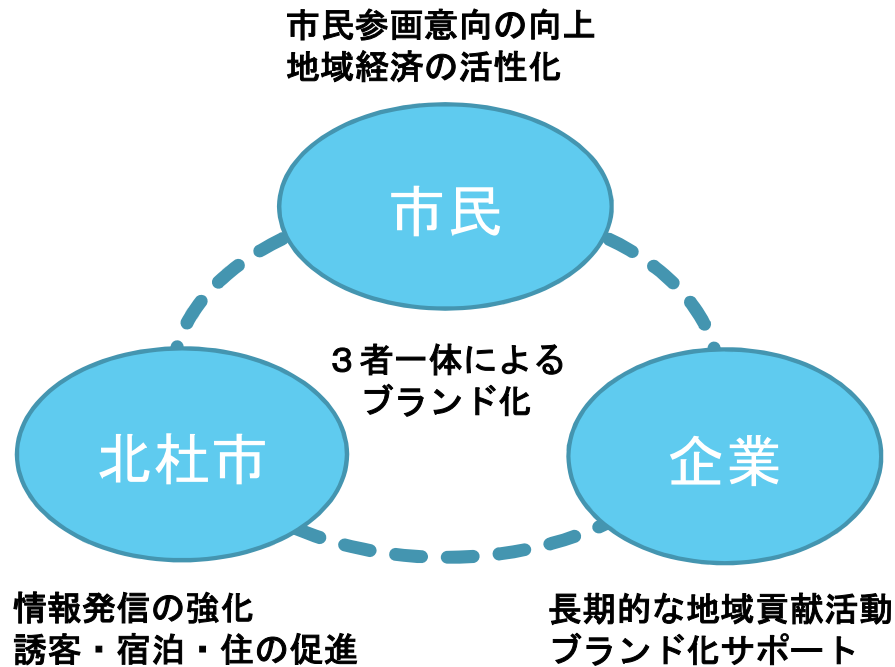 市民参画意向の向上
地域経済の活性化
市民
３者一体による
ブランド化
北杜市
企業
情報発信の強化
誘客・宿泊・住の促進
長期的な地域貢献活動
ブランド化サポート